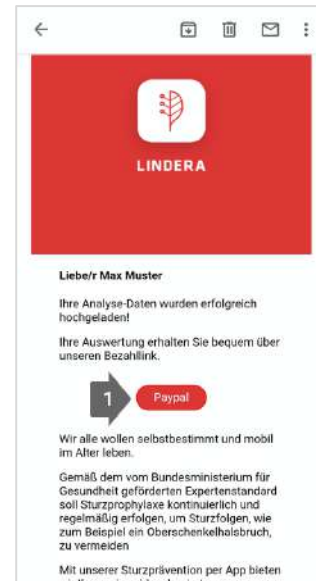 LINDERA
Liebe/r Max Muster
Ihre Analyse-Daten wurden erfolgreich
hochgeladen!
Ihre Auswertung erhalten Sie bequem über
unseren Bezahllink.
1
Paypal
Wir alle wollen selbstbestimmt und mobil
im Alter leben.
Gemäß dem vom Bundesministerium für
Gesundheit geförderten Expertenstandard
soll Sturzprophylaxe kontinuierlich und
regelmäßig erfolgen, um Sturzfolgen, wie
zum Beispiel ein Oberschenkelhalsbruch,
zu vermeiden
Mit unserer Sturzprävention per App bieten